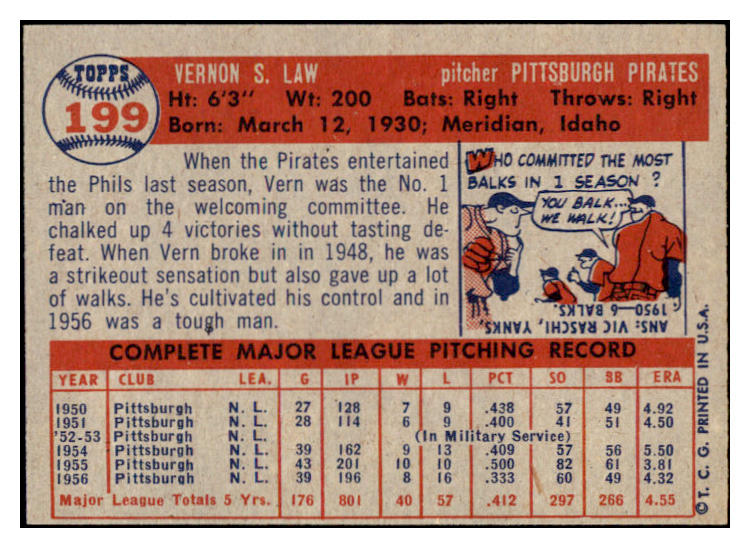 TOPPS
199
VERNON S. LAW pitcher PITTSBURGH PIRATES
Ht: 6'3" Wt: 200 Bats: Right Throws: Right
Born: March 12, 1930; Meridian, Idaho
When the Pirates entertained
the Phils last season, Vern was the No. 1
man on the welcoming committee. He
chalked up 4 victories without tasting de-
feat. When Vern broke in in 1948, he was
a strikeout sensation but also gave up a lot
of walks. He's cultivated his control and in
1956 was a tough man.
WHO COMMITTED THE MOST
BALKS IN 1 SEASON ?
YOU BALK...
WE WALK!
ANS: VIC RASCHI, YANKS,
1950—6 BALKS.
COMPLETE MAJOR LEAGUE PITCHING RECORD
YEAR CLUB LEA. G IP W L PCT SO BB ERA
1950 Pittsburgh N. L. 27 128 7 9 .438 57 49 4.92
1951 Pittsburgh N. L. 28 114 6 9 .400 41 51 4.50
'52-53 (In Military Service)
1954 Pittsburgh N. L. 39 162 9 13 .409 57 56 5.50
1955 Pittsburgh N. L. 43 201 10 10 .500 82 61 3.81
1956 Pittsburgh N. L. 39 196 8 16 .333 60 49 4.32
Major League Totals 5 Yrs. 176 801 40 57 .412 297 266 4.55
© T. C. G. PRINTED IN U.S.A.